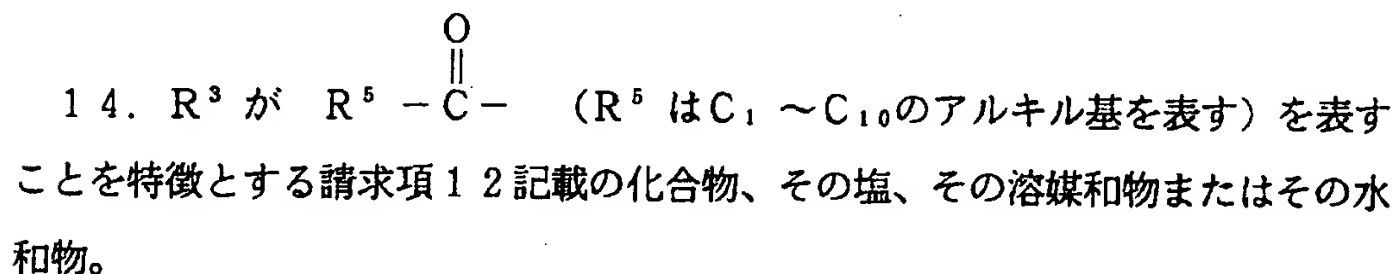 O
||
14. R³ が R⁵ －C－ （R⁵ はC₁ ～C₁₀のアルキル基を表す）を表す
ことを特徴とする請求項12記載の化合物、その塩、その溶媒和物またはその水
和物。